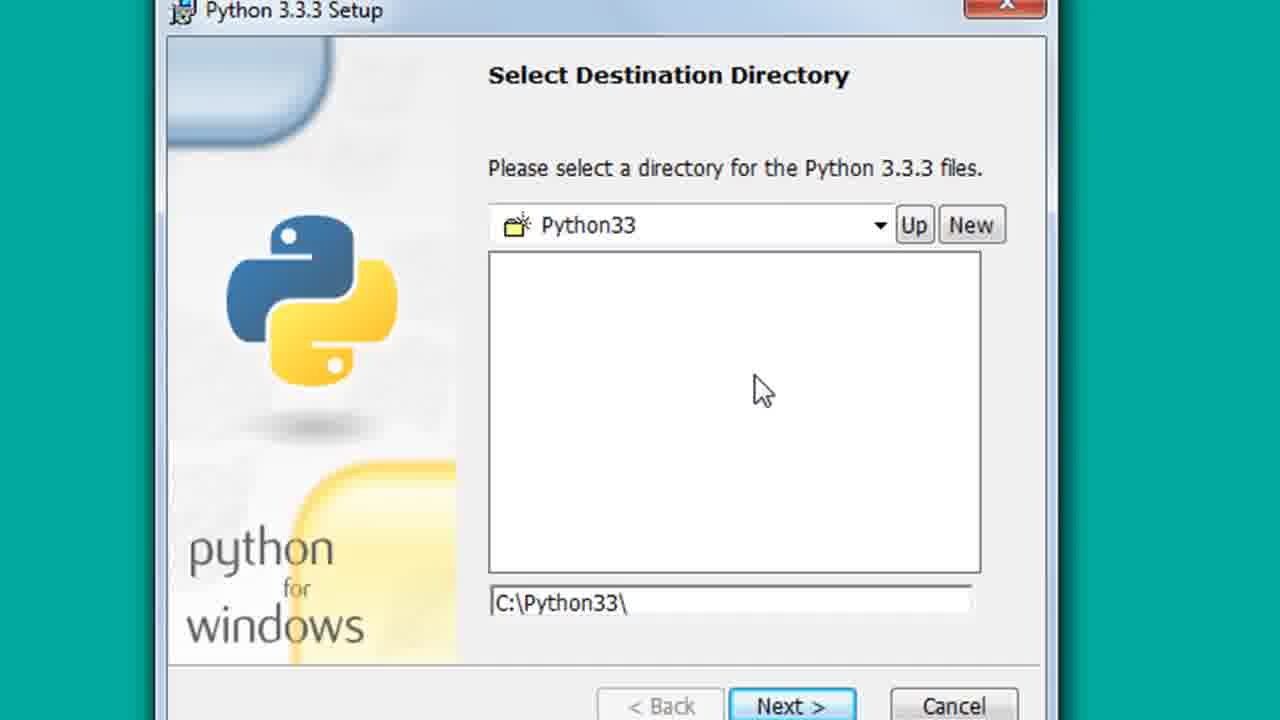 Python 3.3.3 Setup
Select Destination Directory
Please select a directory for the Python 3.3.3 files.
Python33
Up
New
C:\Python33\
python
for
windows
< Back
Next >
Cancel